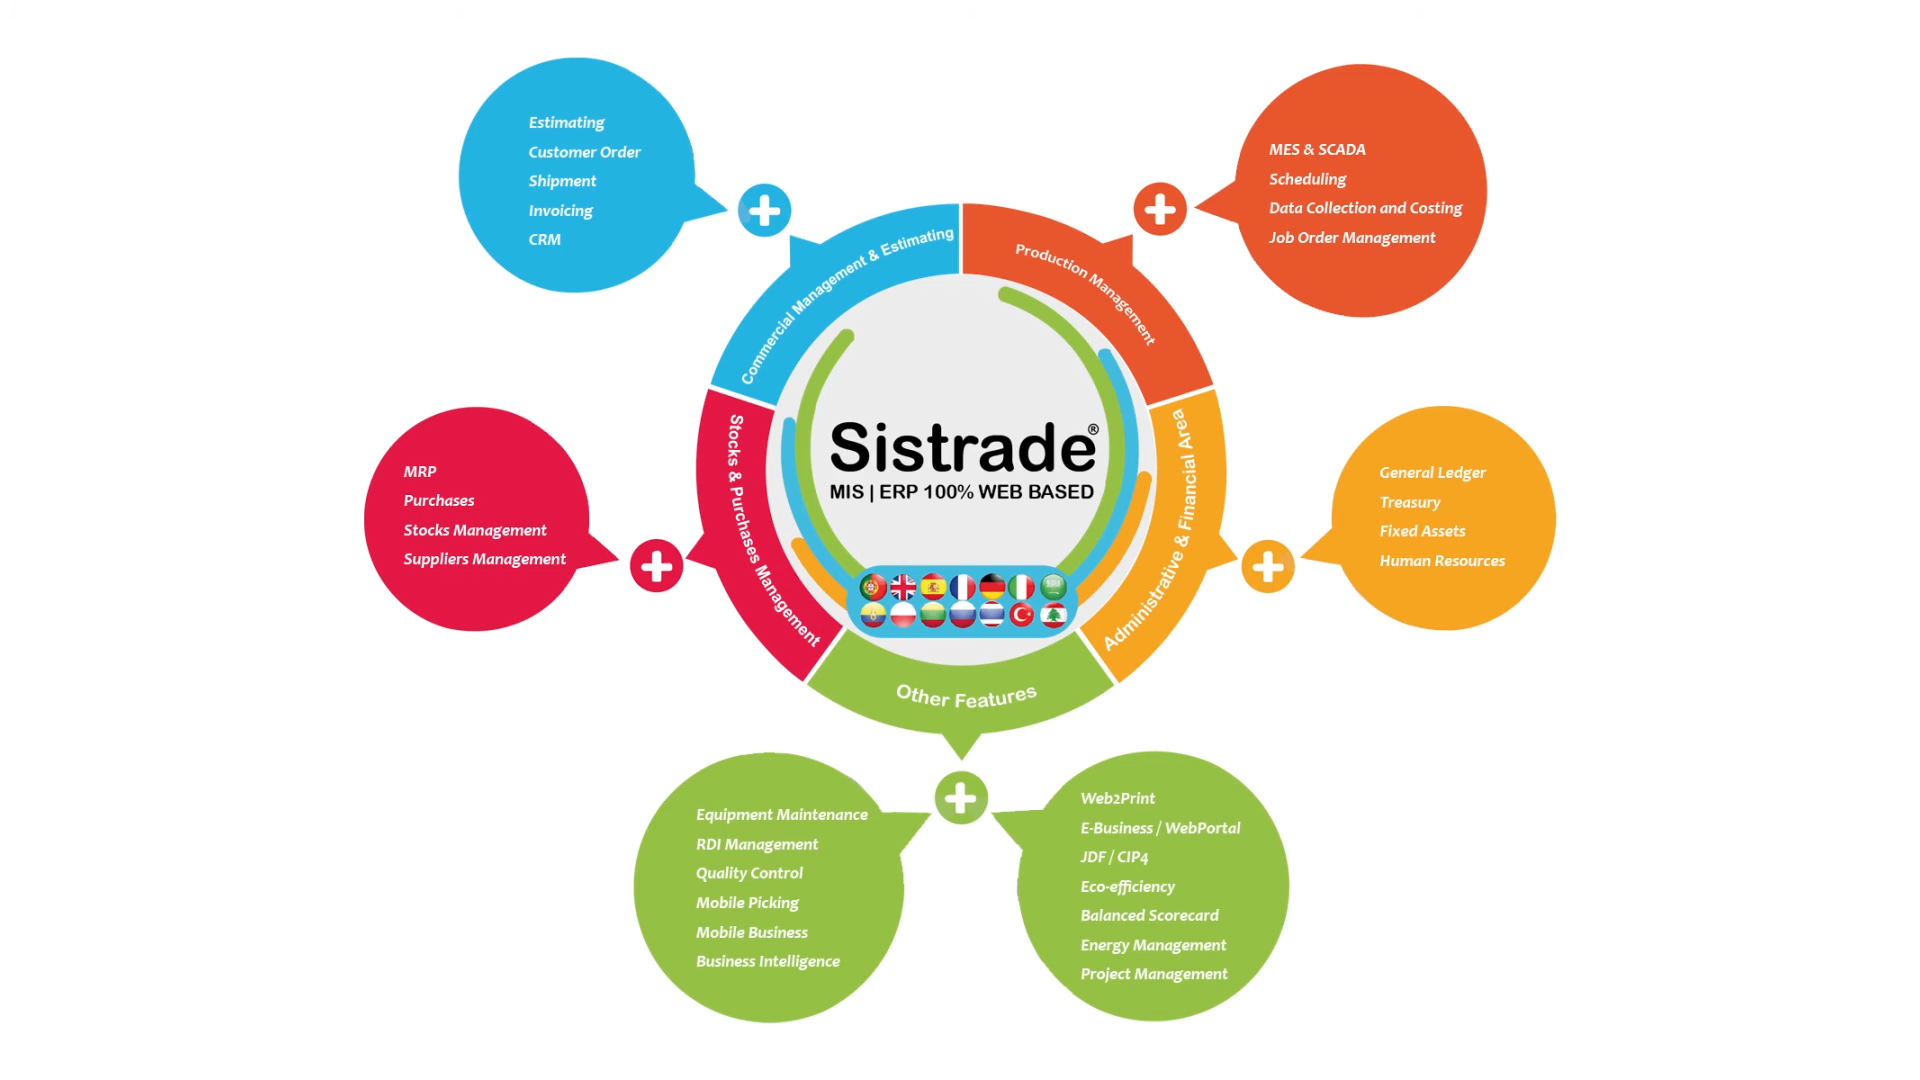 Estimating
Customer Order
Shipment
Invoicing
CRM
MES & SCADA
Scheduling
Data Collection and Costing
Job Order Management
Commercial Management & Estimating
Production Management
Stocks & Purchases Management
Administrative & Financial Area
Sistrade®
MIS | ERP 100% WEB BASED
MRP
Purchases
Stocks Management
Suppliers Management
General Ledger
Treasury
Fixed Assets
Human Resources
Other Features
Equipment Maintenance
RDI Management
Quality Control
Mobile Picking
Mobile Business
Business Intelligence
Web2Print
E-Business / WebPortal
JDF / CIP4
Eco-efficiency
Balanced Scorecard
Energy Management
Project Management